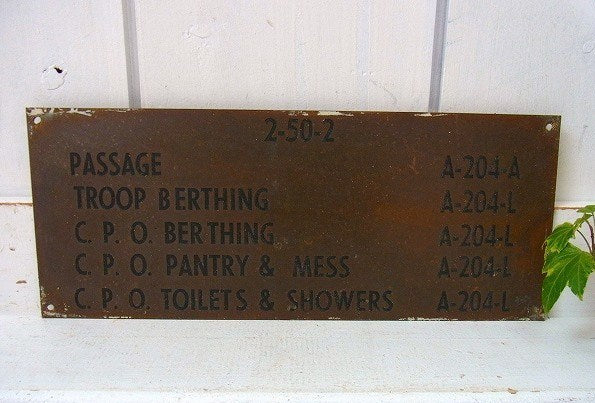 2-50-2
PASSAGE A-204-A
TROOP BERTHING A-204-L
C. P. O. BERTHING A-204-L
C. P. O. PANTRY & MESS A-204-L
C. P. O. TOILETS & SHOWERS A-204-L